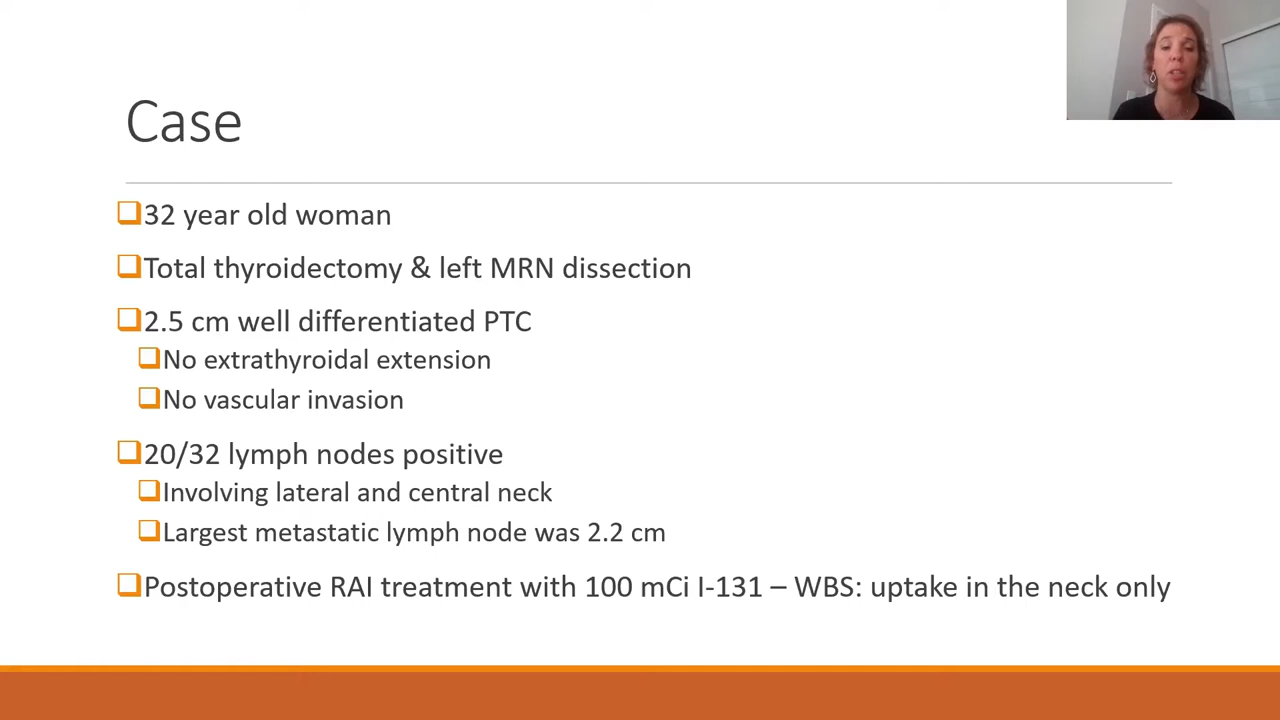 Case
32 year old woman
Total thyroidectomy & left MRN dissection
2.5 cm well differentiated PTC
No extrathyroidal extension
No vascular invasion
20/32 lymph nodes positive
Involving lateral and central neck
Largest metastatic lymph node was 2.2 cm
Postoperative RAI treatment with 100 mCi I-131 – WBS: uptake in the neck only